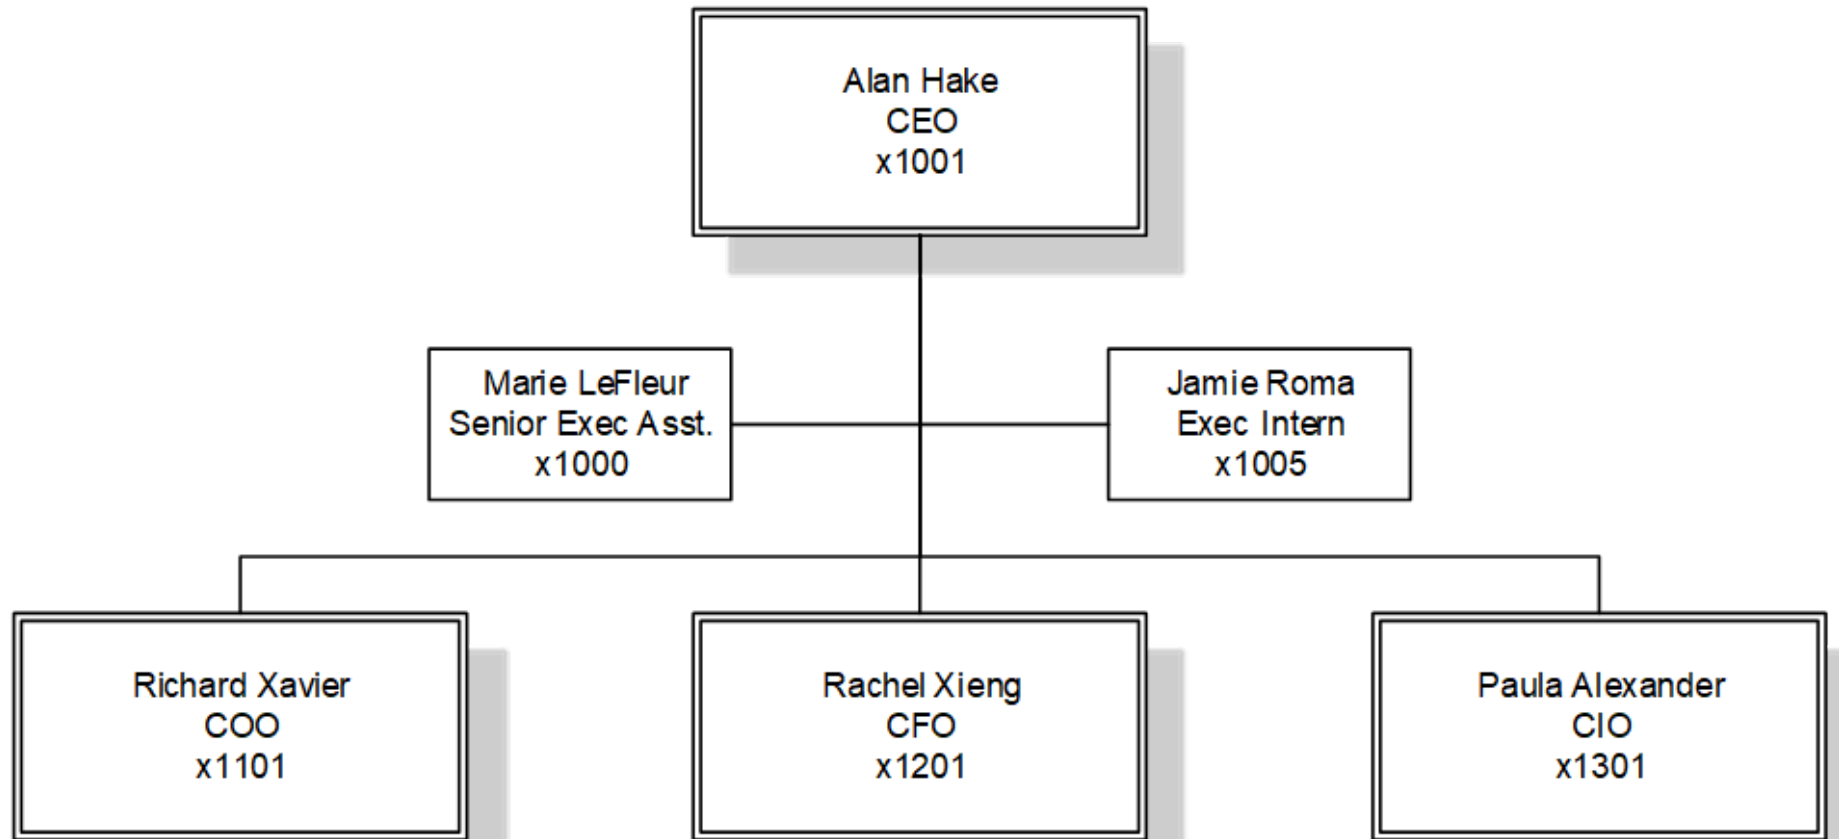 Alan Hake
CEO
x1001
Marie LeFleur
Senior Exec Asst.
x1000
Jamie Roma
Exec Intern
x1005
Richard Xavier
COO
x1101
Rachel Xieng
CFO
x1201
Paula Alexander
CIO
x1301